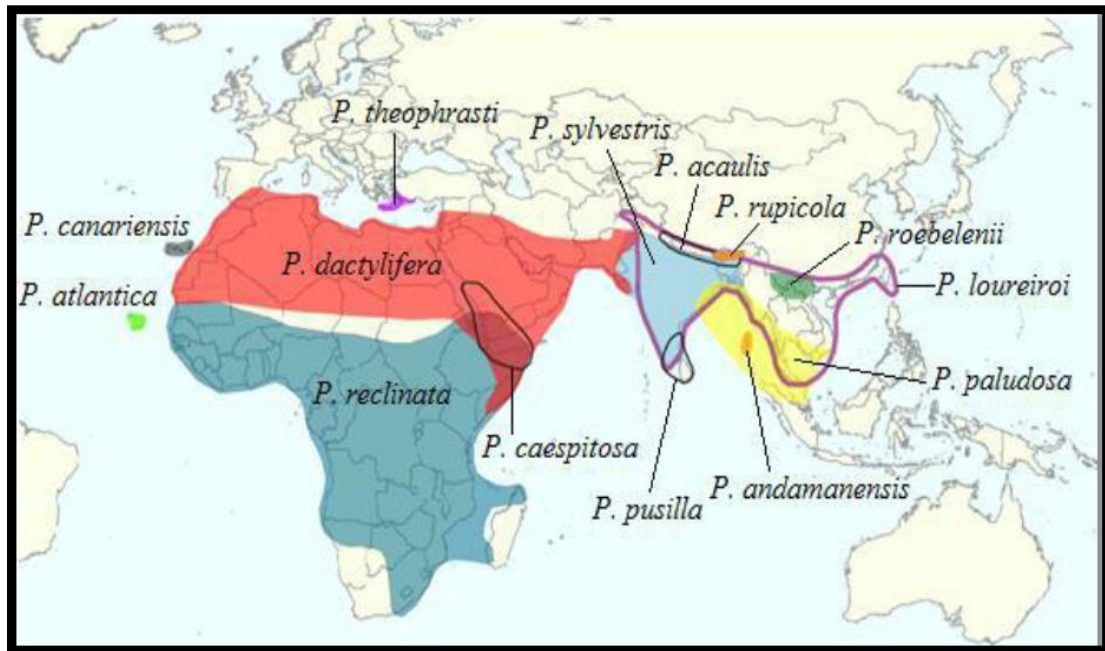 P. theophrasti
P. sylvestris
P. acaulis
P. rupicola
P. canariensis
P. roebelenii
P. dactylifera
P. atlantica
P. loureiroi
P. reclinata
P. paludosa
P. caespitosa
P. andamanensis
P. pusilla